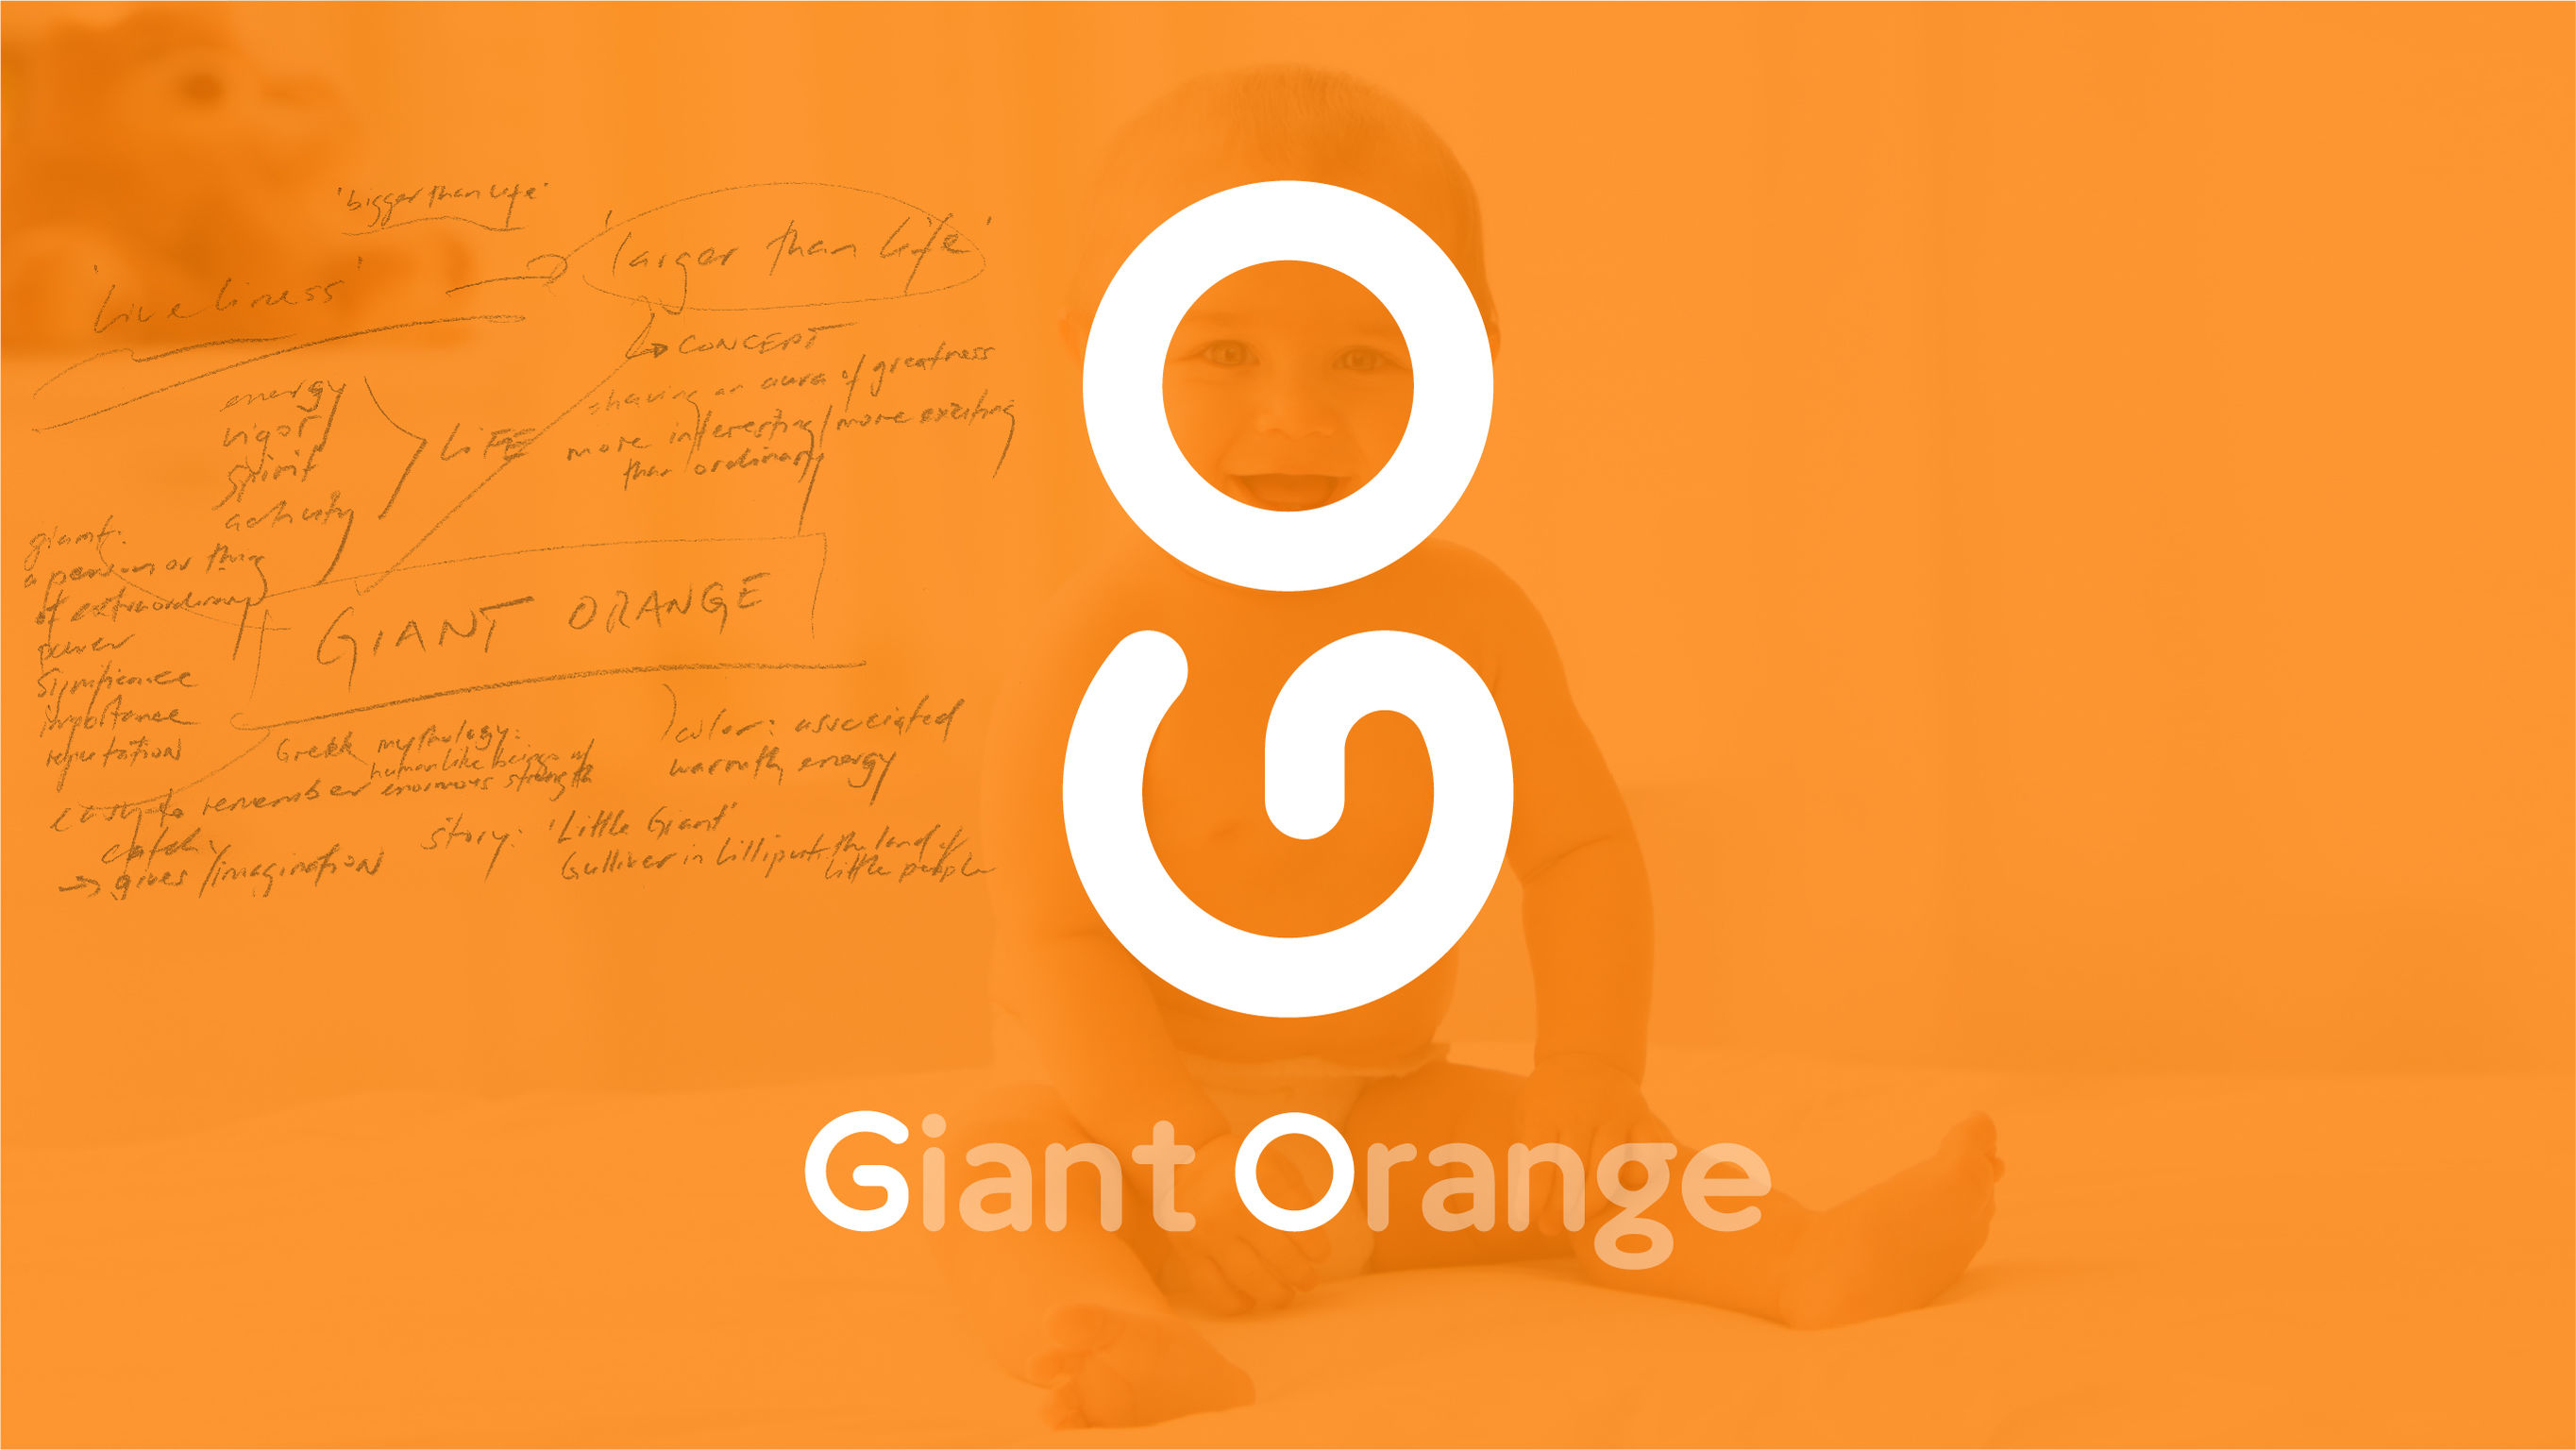 'bigger than life'
'larger than life'
'Liveliness'
CONCEPT
having an aura of greatness
more interesting/more exciting
than ordinary
energy
vigor
spirit
activity
LiFE
giant:
a person or thing
of extraordinary
power
significance
importance
reputation
GIANT ORANGE
Greek mythology:
humanlike beings of
enormous strength
color: associated
warmth energy
easy to remember
catchy
gives/imagination
story: 'Little Giant'
Gulliver in Lilliput: the land of
little people
Giant Orange